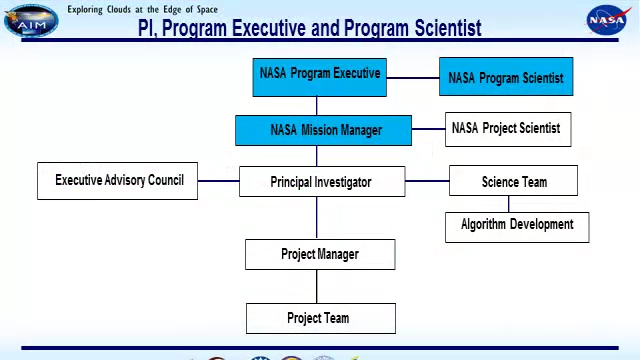 Exploring Clouds at the Edge of Space
AIM
NASA
PI, Program Executive and Program Scientist
NASA Program Executive
NASA Program Scientist
NASA Mission Manager
NASA Project Scientist
Executive Advisory Council
Principal Investigator
Science Team
Algorithm Development
Project Manager
Project Team